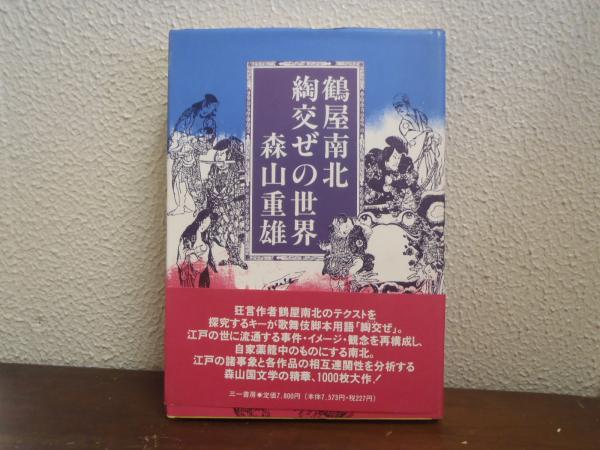 鶴屋南北
綯交ぜの世界
森山重雄
狂言作者鶴屋南北のテクストを
探究するキーが歌舞伎脚本用語「綯交ぜ」。
江戸の世に流通する事件・イメージ・観念を再構成し、
自家薬籠中のものにする南北。
江戸の諸事象と各作品の相互連関性を分析する
森山国文学の精華、1000枚大作!
三一書房●定価7,800円(本体7,573円・税227円)